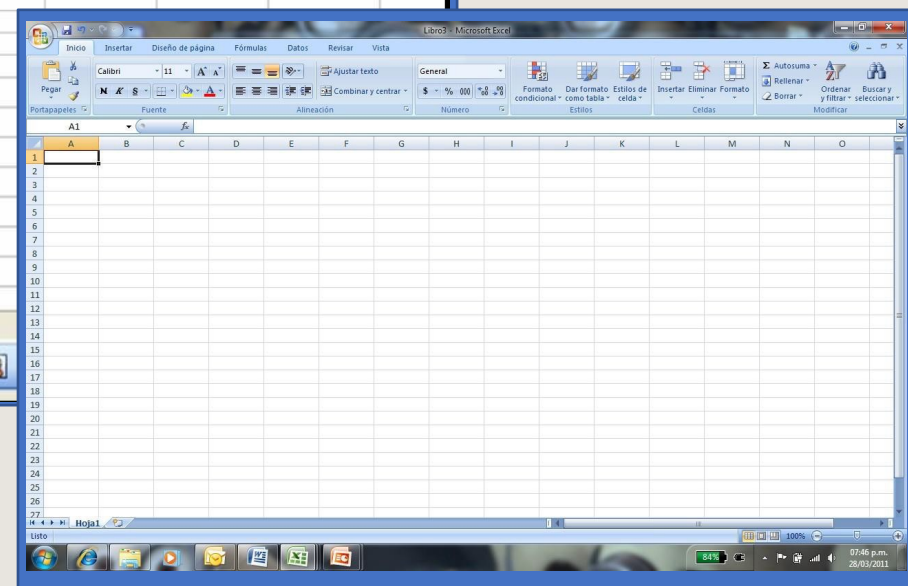 Libro3 - Microsoft Excel
Inicio Insertar Diseño de página Fórmulas Datos Revisar Vista
Calibri 11 A A Ajustar texto General Σ Autosuma
Rellenar
Pegar N K S A Combinar y centrar $ % 000 Formato condicional Dar formato como tabla Estilos de celda Insertar Eliminar Formato Borrar Ordenar y filtrar Buscar y seleccionar
Portapapeles Fuente Alineación Número Estilos Celdas Modificar
A1 fx
A B C D E F G H I J K L M N O
1
2
3
4
5
6
7
8
9
10
11
12
13
14
15
16
17
18
19
20
21
22
23
24
25
26
27
Hoja1
Listo 100%
84% 07:46 p.m.
28/03/2011